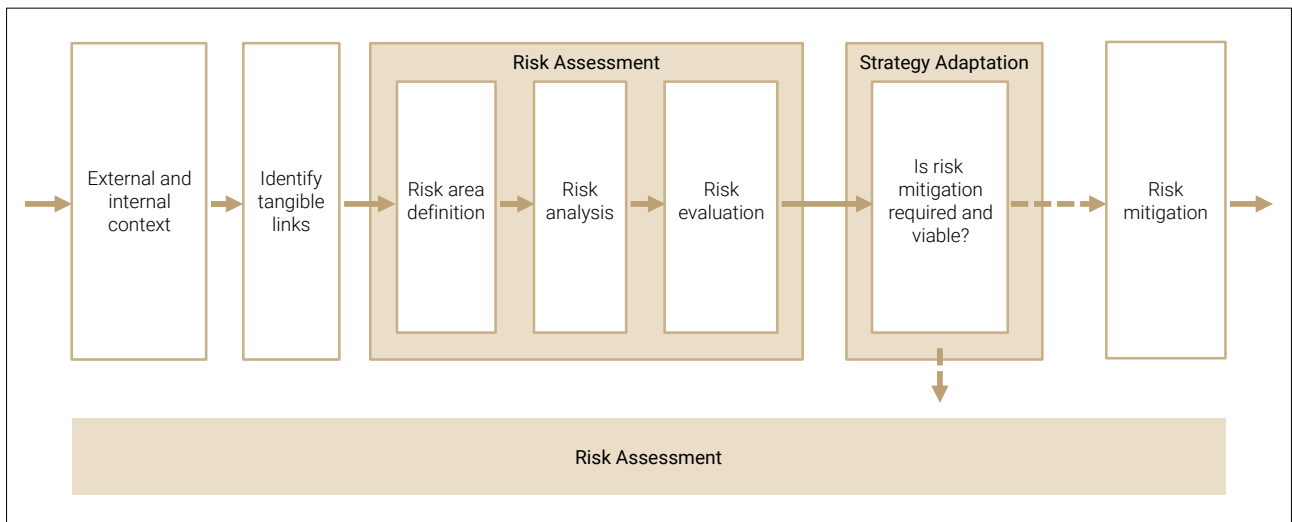 External and
internal
context
Identify
tangible
links
Risk Assessment
Risk area
definition
Risk
analysis
Risk
evaluation
Strategy Adaptation
Is risk
mitigation
required and
viable?
Risk
mitigation
Risk Assessment